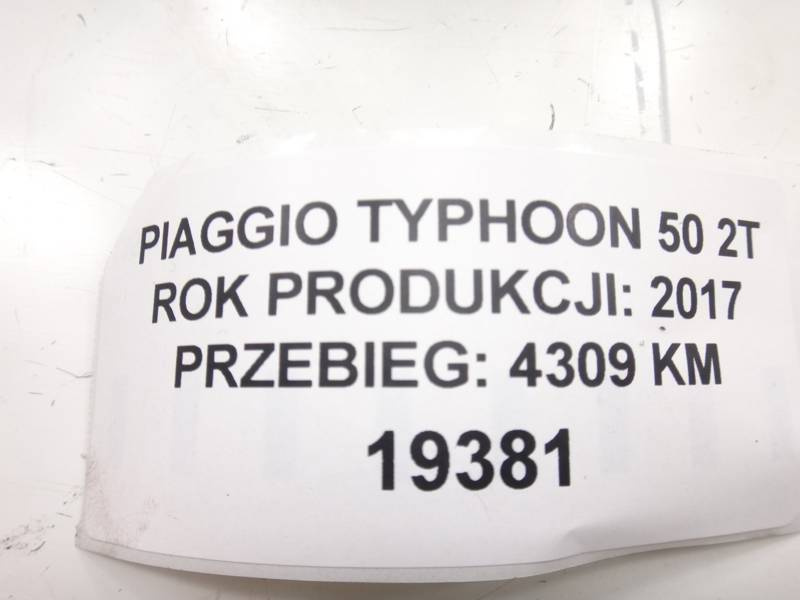 PIAGGIO TYPHOON 50 2T
ROK PRODUKCJI: 2017
PRZEBIEG: 4309 KM
19381